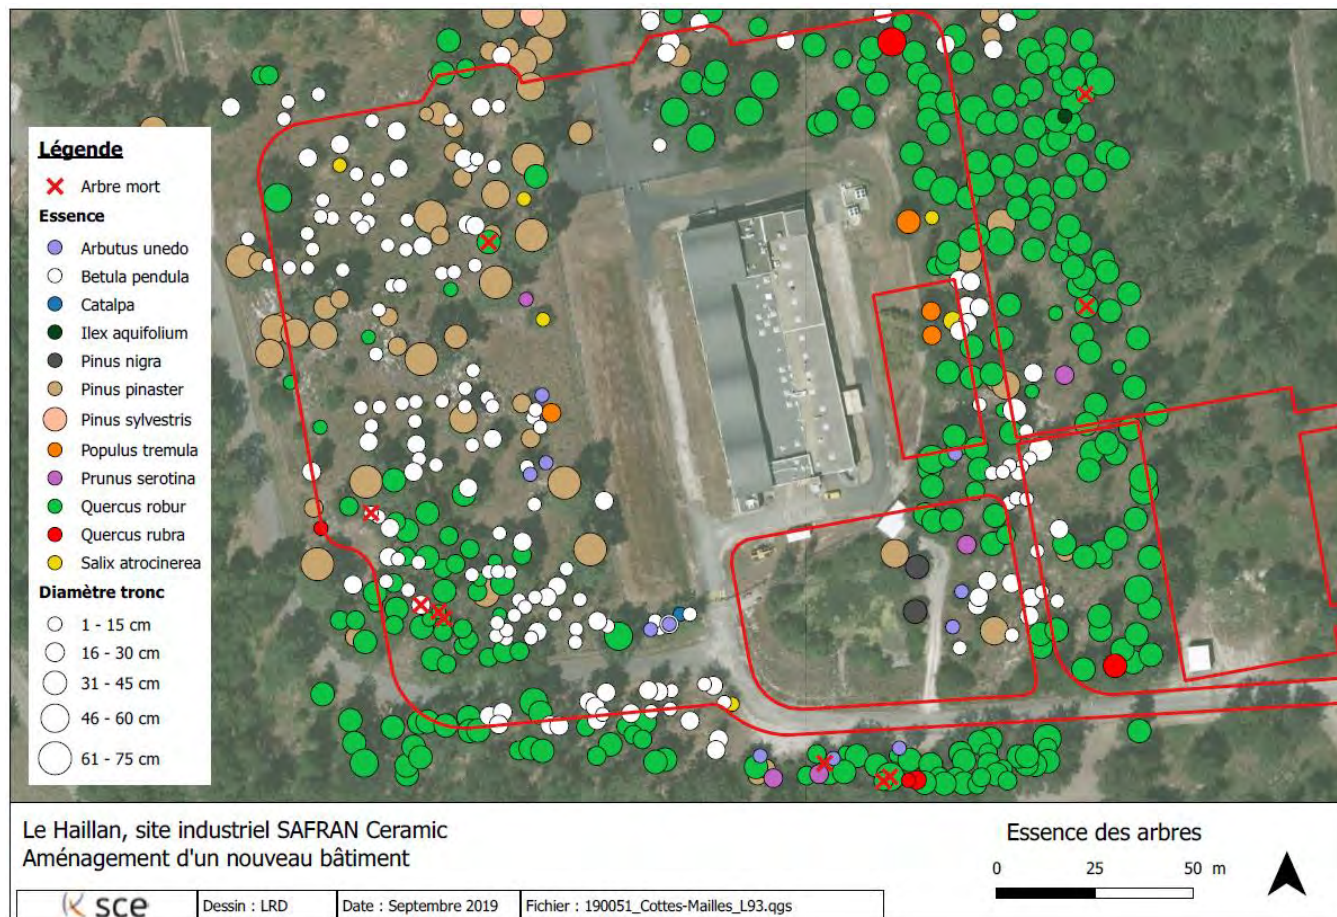 Légende
Arbre mort
Essence
Arbutus unedo
Betula pendula
Catalpa
Ilex aquifolium
Pinus nigra
Pinus pinaster
Pinus sylvestris
Populus tremula
Prunus serotina
Quercus robur
Quercus rubra
Salix atrocinerea
Diamètre tronc
1 - 15 cm
16 - 30 cm
31 - 45 cm
46 - 60 cm
61 - 75 cm
Le Haillan, site industriel SAFRAN Ceramic
Aménagement d'un nouveau bâtiment
Essence des arbres
0 25 50 m
sce
Dessin : LRD
Date : Septembre 2019
Fichier : 190051_Cottes-Mailles_L93.qgs